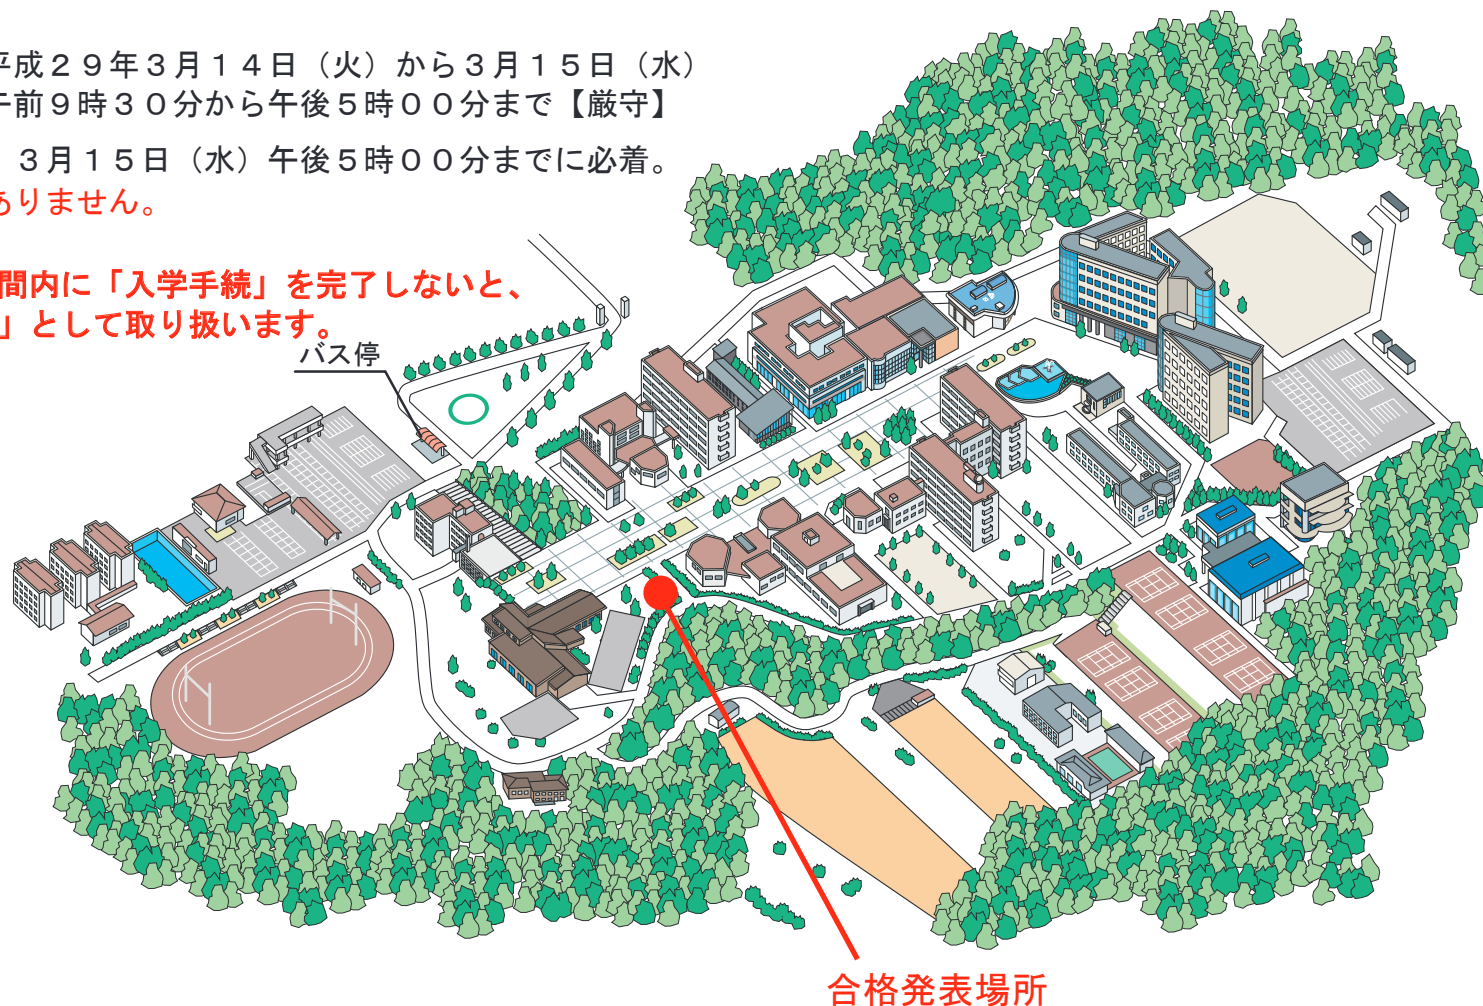 平成２９年３月１４日（火）から３月１５日（水）
午前９時３０分から午後５時００分まで【厳守】
３月１５日（水）午後５時００分までに必着。
ありません。
間内に「入学手続」を完了しないと、
」として取り扱います。
バス停
合格発表場所